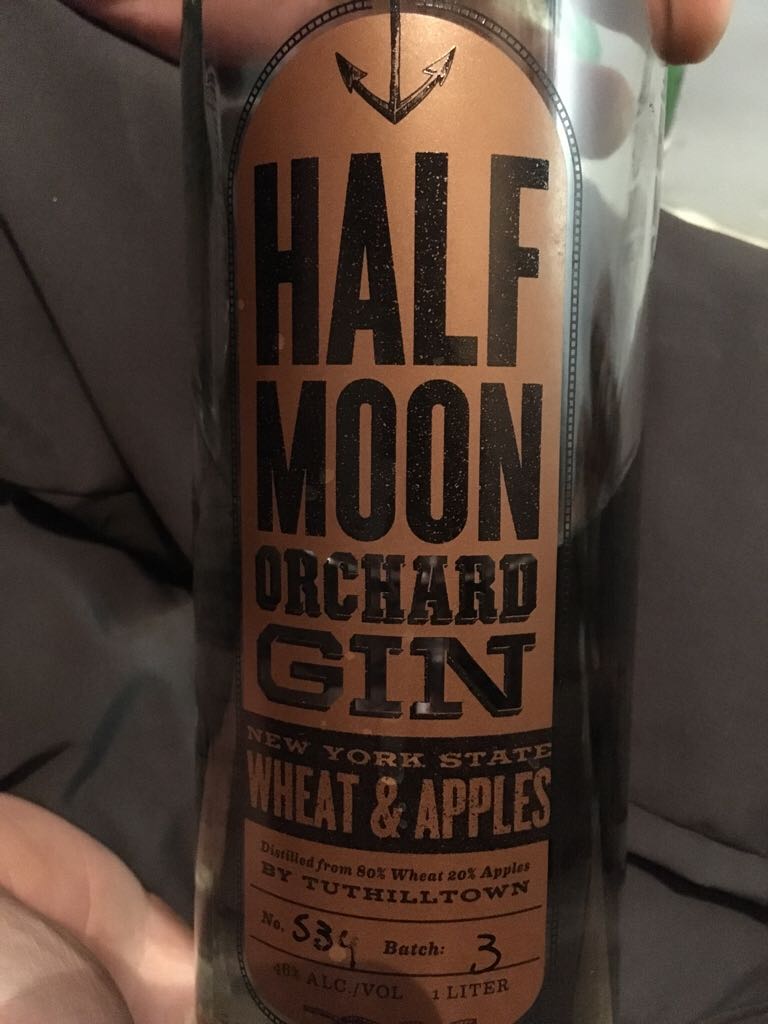 HALF
MOON
ORCHARD
GIN
NEW YORK STATE
WHEAT & APPLES
Distilled from 80% Wheat 20% Apples
BY TUTHILLTOWN
No. 534 Batch: 3
46% ALC./VOL 1 LITER